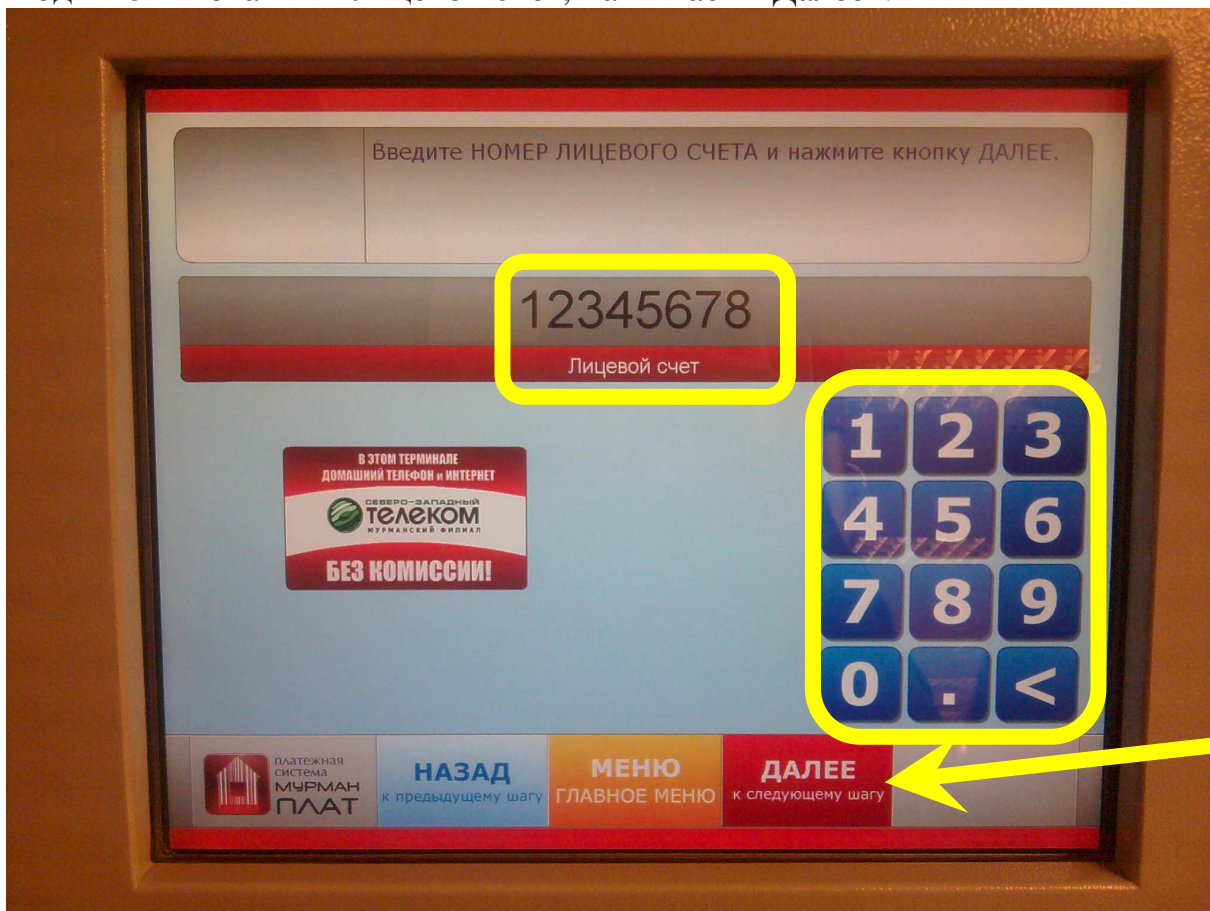 Введите НОМЕР ЛИЦЕВОГО СЧЕТА и нажмите кнопку ДАЛЕЕ.
12345678
Лицевой счет
1 2 3
4 5 6
7 8 9
0 . <
В ЭТОМ ТЕРМИНАЛЕ
ДОМАШНИЙ ТЕЛЕФОН и ИНТЕРНЕТ
СЕВЕРО-ЗАПАДНЫЙ
ТЕЛЕКОМ
МУРМАНСКИЙ ФИЛИАЛ
БЕЗ КОМИССИИ!
ПЛАТЕЖНАЯ
СИСТЕМА
МУРМАН
ПЛАТ
НАЗАД
к предыдущему шагу
МЕНЮ
ГЛАВНОЕ МЕНЮ
ДАЛЕЕ
к следующему шагу